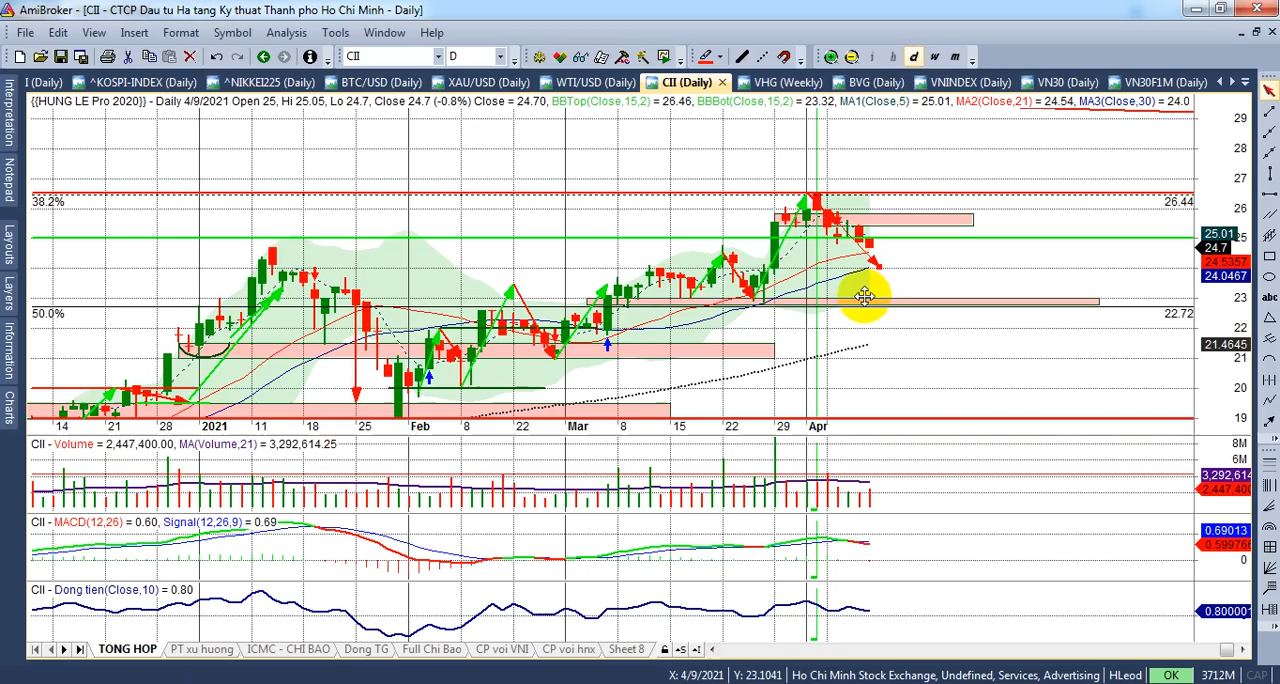 AmiBroker - [CII - CTCP Dau tu Ha tang Ky thuat Thanh pho Ho Chi Minh - Daily]
File Edit View Insert Format Symbol Analysis Tools Window Help
CII D i h d w m
I (Daily) ^KOSPI-INDEX (Daily) ^NIKKEI225 (Daily) BTC/USD (Daily) XAU/USD (Daily) WTI/USD (Daily) CII (Daily) VHG (Weekly) BVG (Daily) VNINDEX (Daily) VN30 (Daily) VN30F1M (Daily)
{{HUNG LE Pro 2020}} - Daily 4/9/2021 Open 25, Hi 25.05, Lo 24.7, Close 24.7 (-0.8%) Close = 24.70, BBTop(Close,15,2) = 26.46, BBBot(Close,15,2) = 23.32, MA1(Close,5) = 25.01, MA2(Close,21) = 24.54, MA3(Close,30) = 24.0
Interpretation
Notepad
Layouts
Layers
Information
Charts
abc
29
28
27
38.2%
26.44
26
25.01
25
24.7
24.5357
24.0467
23
50.0%
22.72
22
21.4645
21
20
19
14 21 28 2021 11 18 25 Feb 8 22 Mar 8 15 22 29 Apr
CII - Volume = 2,447,400.00, MA(Volume,21) = 3,292,614.25
8M
6M
3,292,614
2,447,400
CII - MACD(12,26) = 0.60, Signal(12,26,9) = 0.69
0.69013
0.599766
0
CII - Dong tien(Close,10) = 0.80
0.800001
TONG HOP PT xu huong ICMC - CHI BAO Dong TG Full Chi Bao CP voi VNI CP voi hnx Sheet 8
X: 4/9/2021 Y: 23.1041 Ho Chi Minh Stock Exchange, Undefined, Services, Advertising HLeod OK 3712M CAP